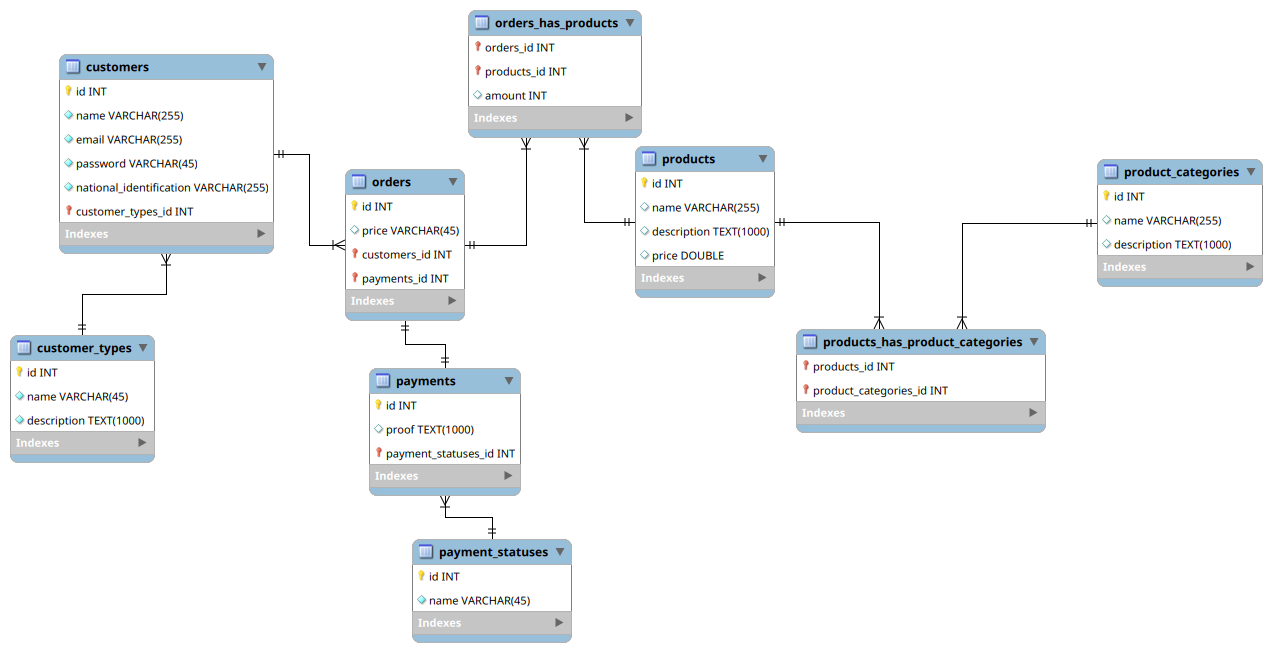 orders_has_products
orders_id INT
products_id INT
amount INT
Indexes
customers
id INT
name VARCHAR(255)
email VARCHAR(255)
password VARCHAR(45)
national_identification VARCHAR(255)
customer_types_id INT
Indexes
products
id INT
name VARCHAR(255)
description TEXT(1000)
price DOUBLE
Indexes
product_categories
id INT
name VARCHAR(255)
description TEXT(1000)
Indexes
orders
id INT
price VARCHAR(45)
customers_id INT
payments_id INT
Indexes
customer_types
id INT
name VARCHAR(45)
description TEXT(1000)
Indexes
products_has_product_categories
products_id INT
product_categories_id INT
Indexes
payments
id INT
proof TEXT(1000)
payment_statuses_id INT
Indexes
payment_statuses
id INT
name VARCHAR(45)
Indexes